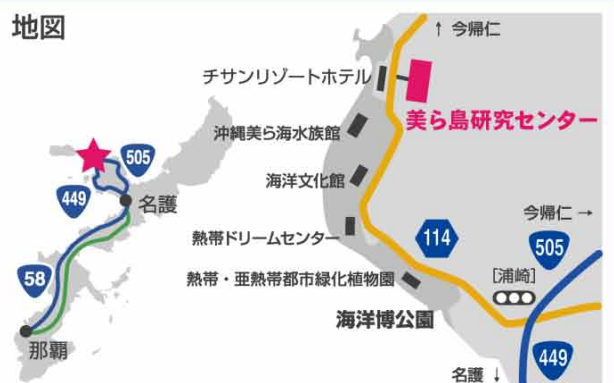 地図
↑ 今帰仁
チサンリゾートホテル
美ら島研究センター
沖縄美ら海水族館
505
海洋文化館
449
名護
今帰仁 →
熱帯ドリームセンター
114
505
58
熱帯・亜熱帯都市緑化植物園
[浦崎]
海洋博公園
那覇
449
名護 ↓